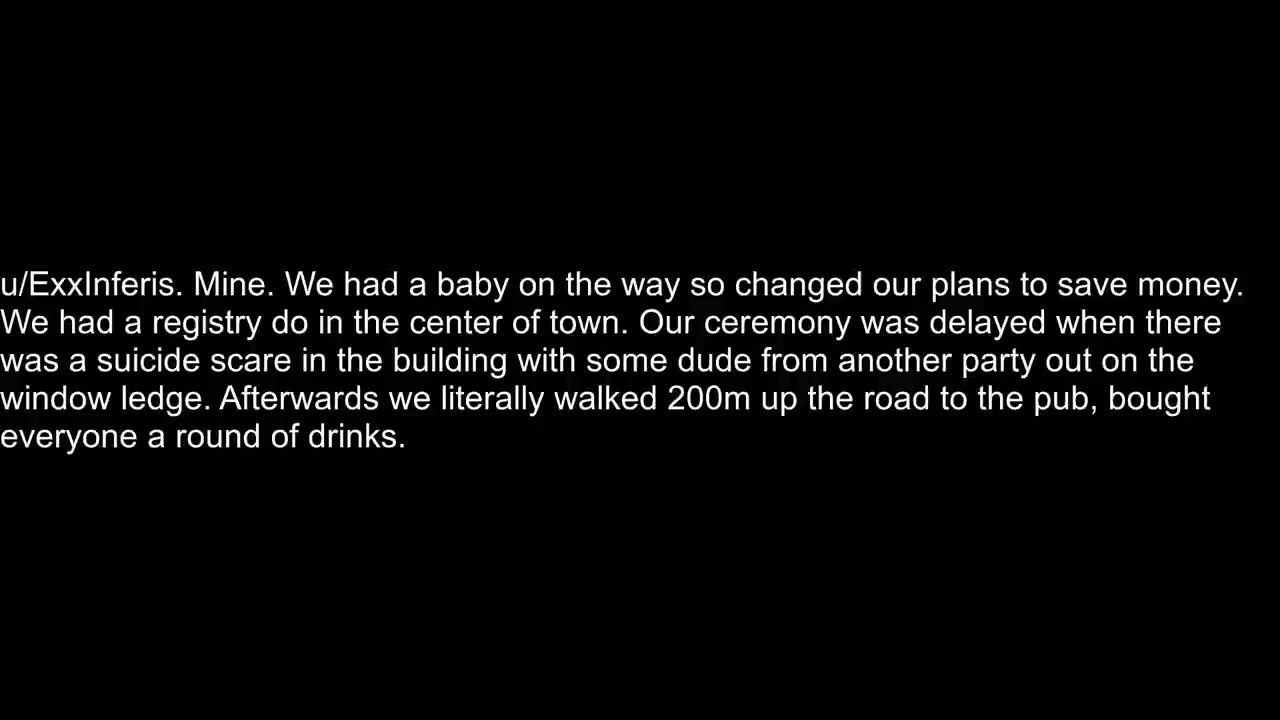 u/ExxInferis. Mine. We had a baby on the way so changed our plans to save money.
We had a registry do in the center of town. Our ceremony was delayed when there
was a suicide scare in the building with some dude from another party out on the
window ledge. Afterwards we literally walked 200m up the road to the pub, bought
everyone a round of drinks.